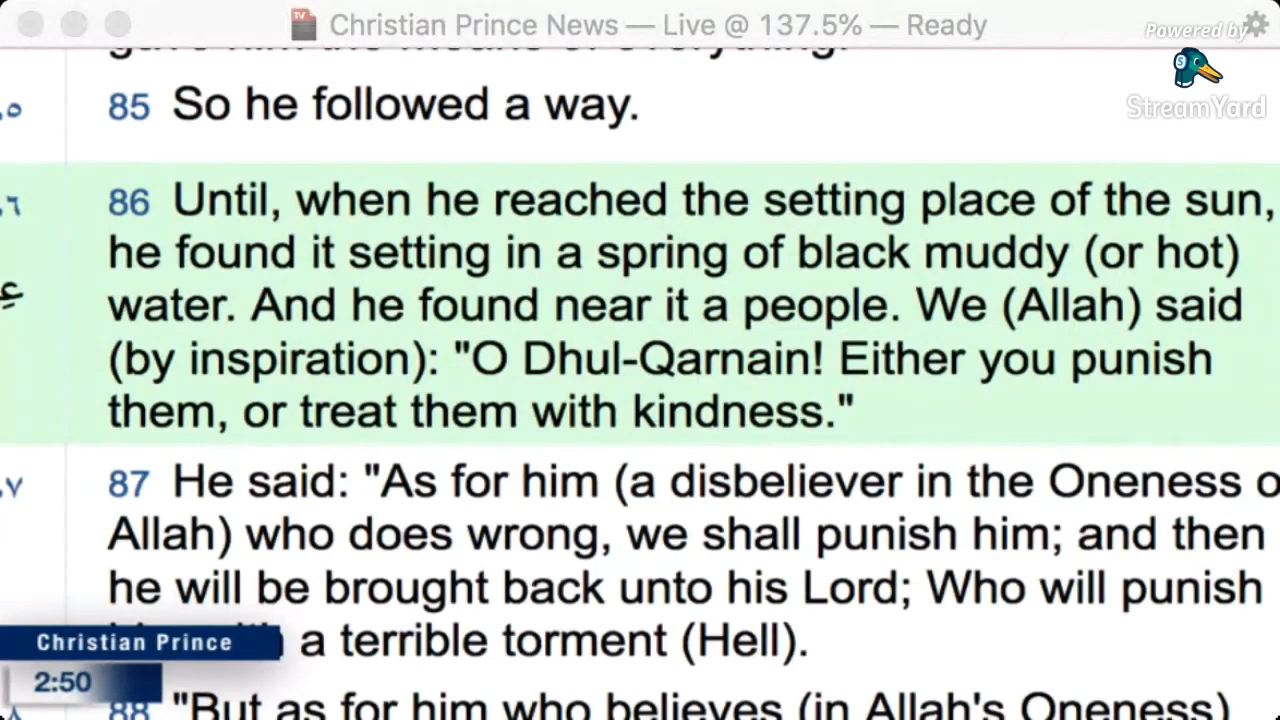 Christian Prince News — Live @ 137.5% — Ready
Powered by
StreamYard
85 So he followed a way.
86 Until, when he reached the setting place of the sun,
he found it setting in a spring of black muddy (or hot)
water. And he found near it a people. We (Allah) said
(by inspiration): "O Dhul-Qarnain! Either you punish
them, or treat them with kindness."
87 He said: "As for him (a disbeliever in the Oneness o
Allah) who does wrong, we shall punish him; and then
he will be brought back unto his Lord; Who will punish
a terrible torment (Hell).
88 "But as for him who believes (in Allah's Oneness)
Christian Prince
2:50